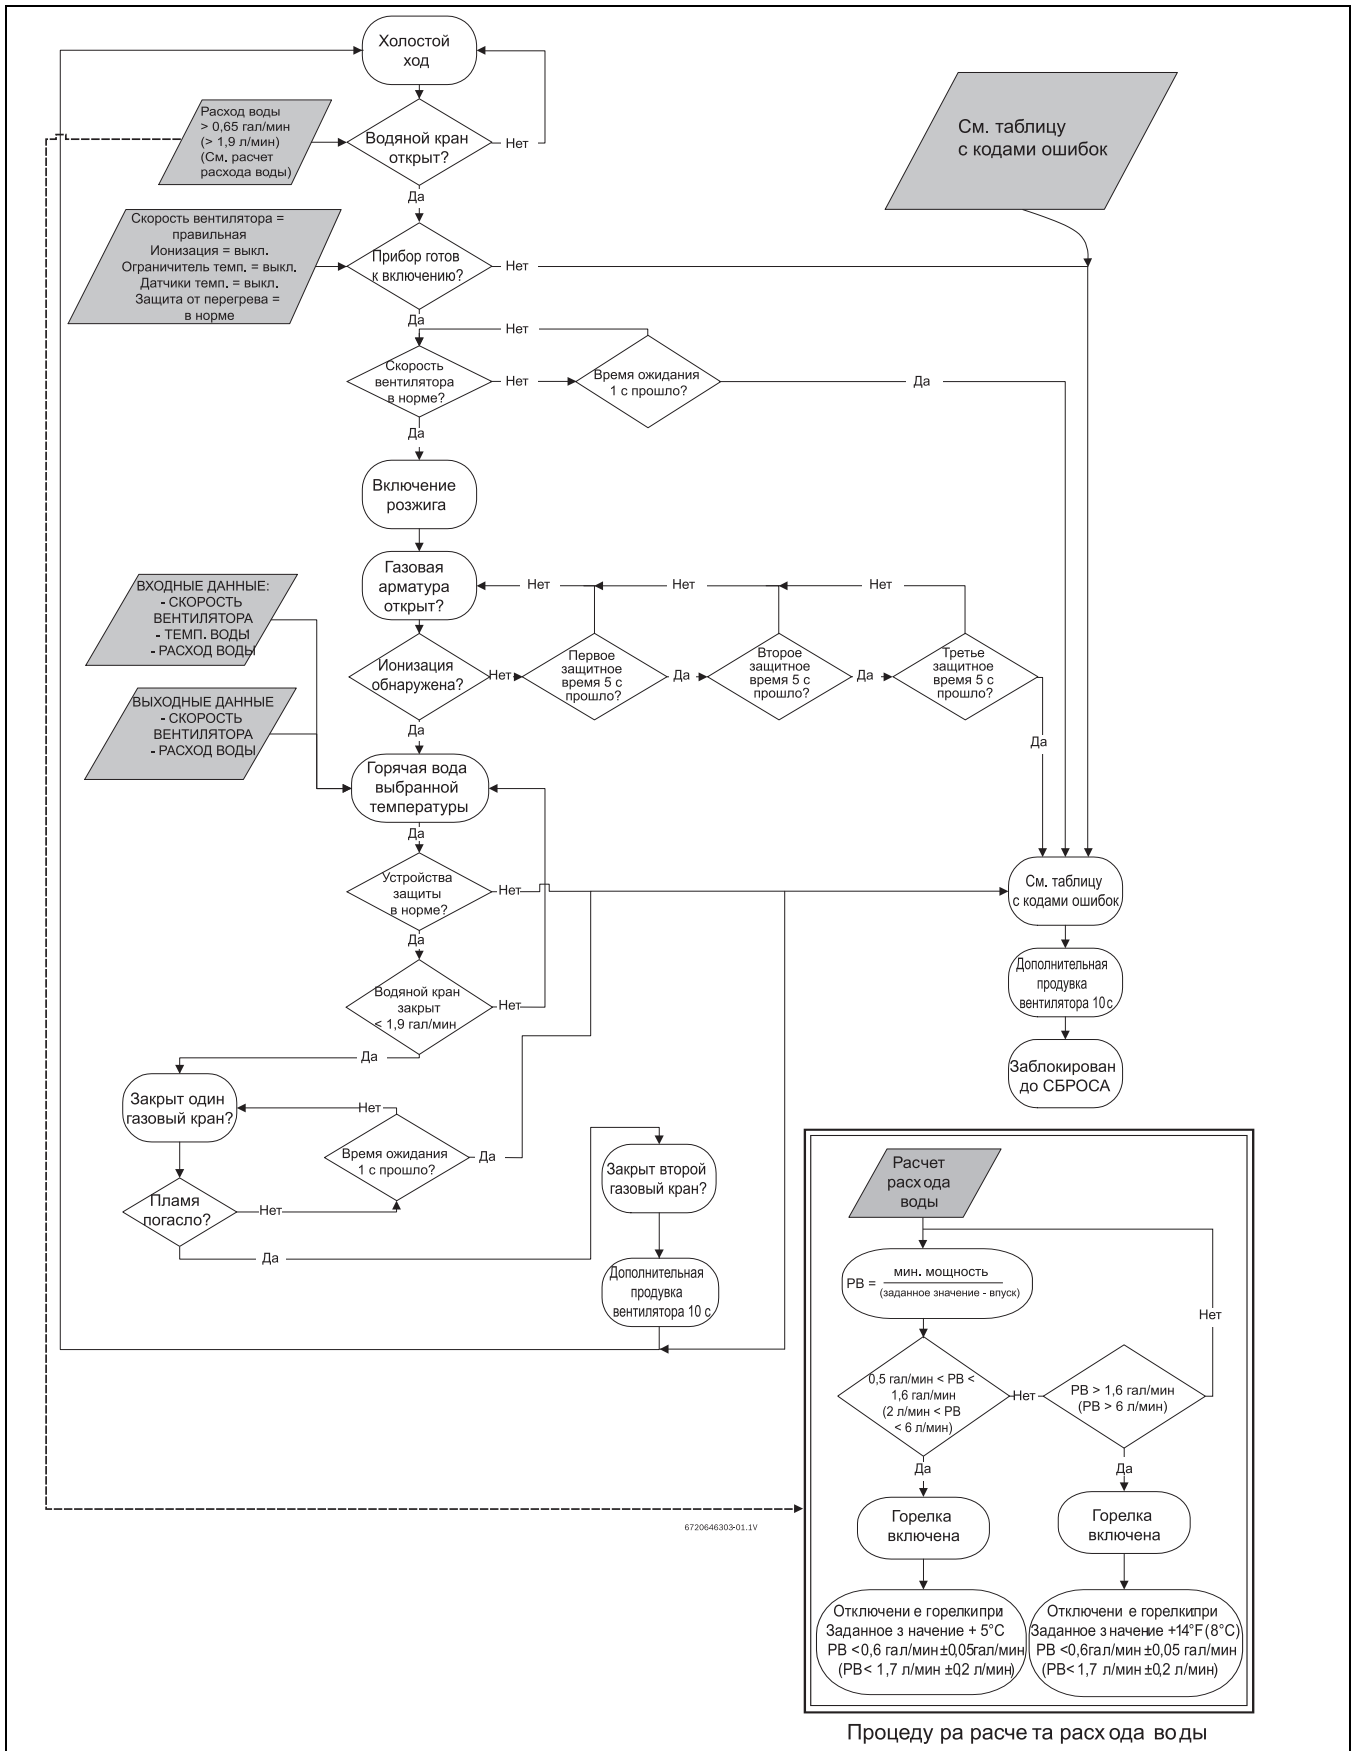 Холостой
ход
Расход воды
> 0,65 гал/мин
(> 1,9 л/мин)
(См. расчет
расхода воды)
Водяной кран
открыт?
Нет
См. таблицу
с кодами ошибок
Да
Скорость вентилятора =
правильная
Ионизация = выкл.
Ограничитель темп. = выкл.
Датчики темп. = выкл.
Защита от перегрева =
в норме
Прибор готов
к включению?
Нет
Да
Нет
Скорость
вентилятора
в норме?
Нет
Время ожидания
1 с прошло?
Да
Да
Включение
розжига
Газовая
арматура
открыт?
Нет
Нет
Нет
ВХОДНЫЕ ДАННЫЕ:
- СКОРОСТЬ
ВЕНТИЛЯТОРА
- ТЕМП. ВОДЫ
- РАСХОД ВОДЫ
Ионизация
обнаружена?
Нет
Первое
защитное
время 5 с
прошло?
Да
Второе
защитное
время 5 с
прошло?
Да
Третье
защитное
время 5 с
прошло?
Да
Да
ВЫХОДНЫЕ ДАННЫЕ
- СКОРОСТЬ
ВЕНТИЛЯТОРА
- РАСХОД ВОДЫ
Горячая вода
выбранной
температуры
Да
Устройства
защиты
в норме?
Нет
См. таблицу
с кодами ошибок
Да
Водяной кран
закрыт
< 1,9 гал/мин
Нет
Дополнительная
продувка
вентилятора 10 с
Да
Заблокирован
до СБРОСА
Закрыт один
газовый кран?
Нет
Время ожидания
1 с прошло?
Да
Закрыт второй
газовый кран?
Пламя
погасло?
Нет
Да
Дополнительная
продувка
вентилятора 10 с
Расчет
расх ода
воды
РВ = мин. мощность
(заданное значение - впуск)
Нет
0,5 гал/мин < РВ <
1,6 гал/мин
(2 л/мин < РВ
< 6 л/мин)
Нет
РВ > 1,6 гал/мин
(РВ > 6 л/мин)
Да
Да
Горелка
включена
Горелка
включена
6720646303-01.1V
Отключени е горелкипри
Заданное з начение + 5°C
РВ <0,6 гал/мин±0,05гал/мин
(РВ< 1,7 л/мин ±02 л/мин)
Отключени е горелкипри
Заданное з начение +14°F (8°C)
РВ <0,6гал/мин ±0,05 гал/мин
(РВ< 1,7 л/мин ±0,2 л/мин)
Процеду ра расче та расх ода во ды